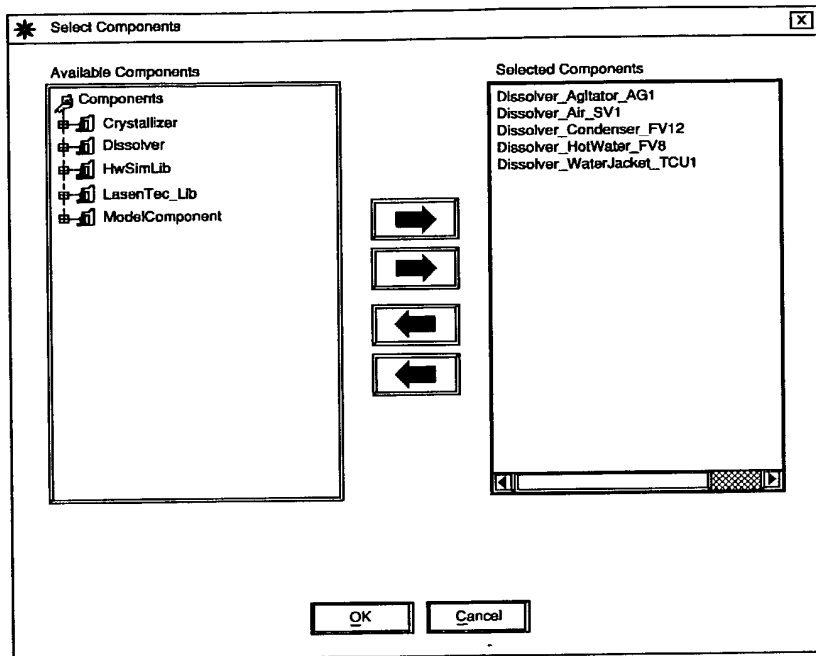 Select Components
Available Components
Components
Crystallizer
Dissolver
HwSimLib
LasenTec_Lib
ModelComponent
Selected Components
Dissolver_Agitator_AG1
Dissolver_Air_SV1
Dissolver_Condenser_FV12
Dissolver_HotWater_FV8
Dissolver_WaterJacket_TCU1
OK
Cancel